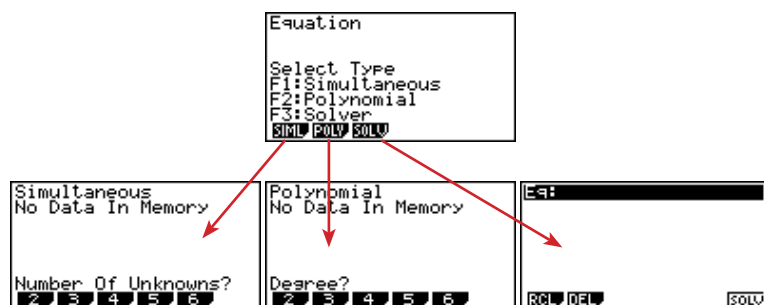 Equation
Select Type
F1:Simultaneous
F2:Polynomial
F3:Solver
SIML POLY SOLV
Simultaneous
No Data In Memory
Number Of Unknowns?
2 3 4 5 6
Polynomial
No Data In Memory
Degree?
2 3 4 5 6
Eq:
RCL DEL SOLV